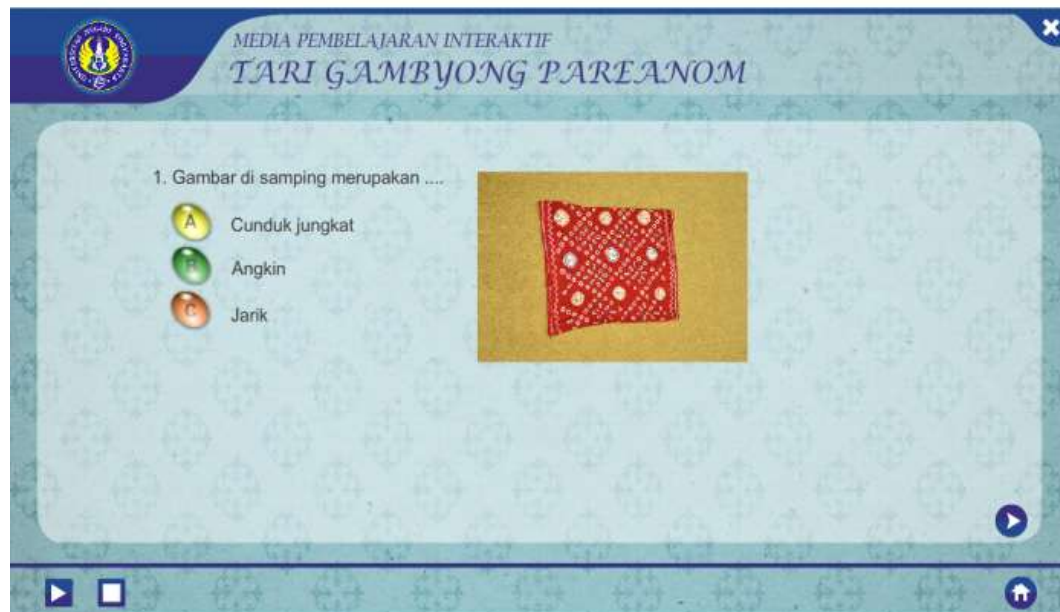 MEDIA PEMBELAJARAN INTERAKTIF
TARI GAMBYONG PAREANOM
1. Gambar di samping merupakan ....
A Cunduk jungkat
B Angkin
C Jarik